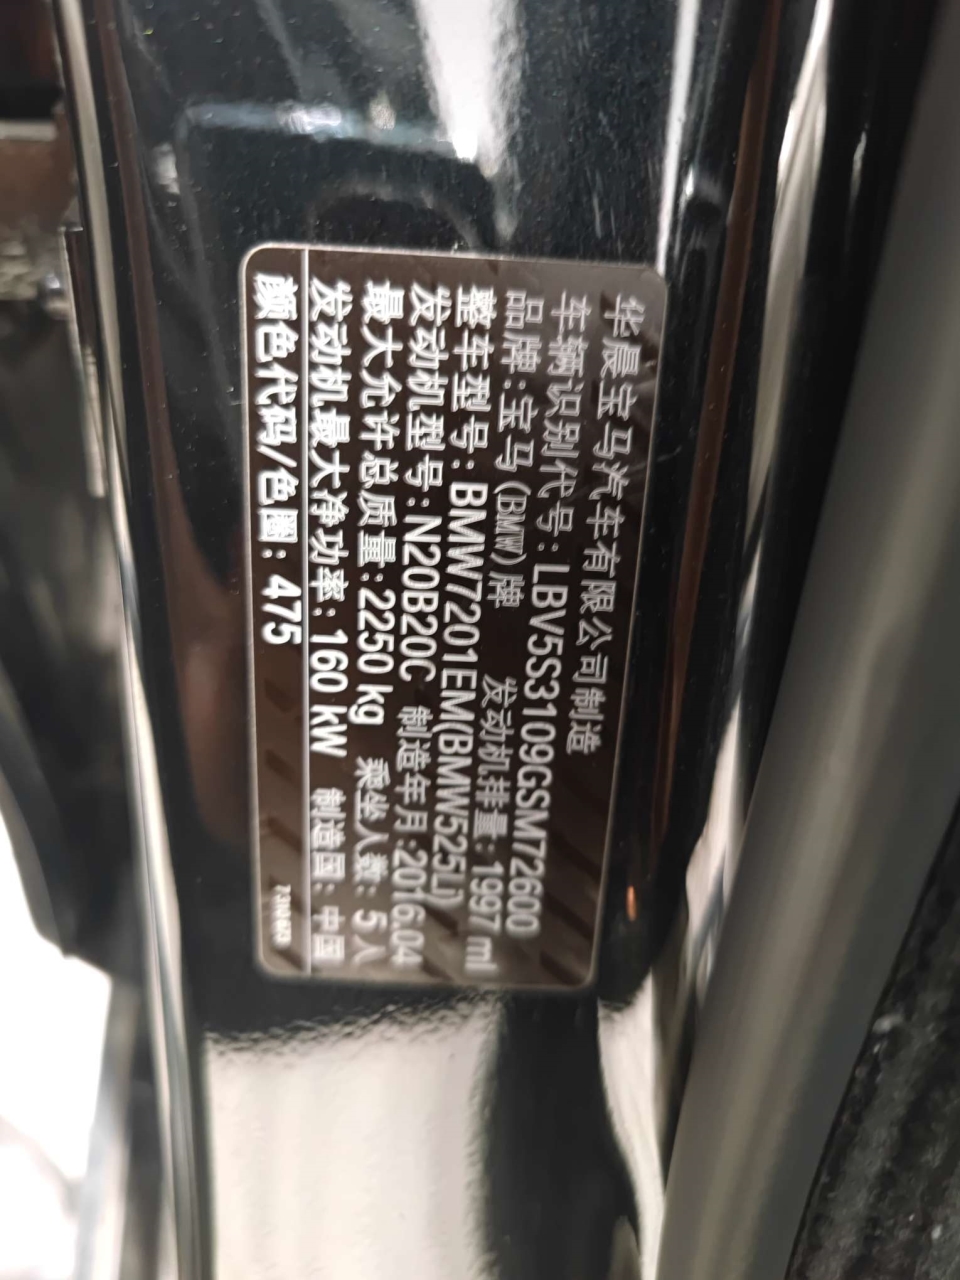 华晨宝马汽车有限公司制造
车辆识别代号:LBV5S3109GSM72600
品牌:宝马(BMW)牌 发动机排量:1997 ml
整车型号:BMW7201EM(BMW525Li)
发动机型号:N20B20C 制造年月:2016.04
最大允许总质量:2250 kg 乘坐人数: 5人
发动机最大净功率: 160 kW 制造国: 中国
颜色代码/色圈: 475